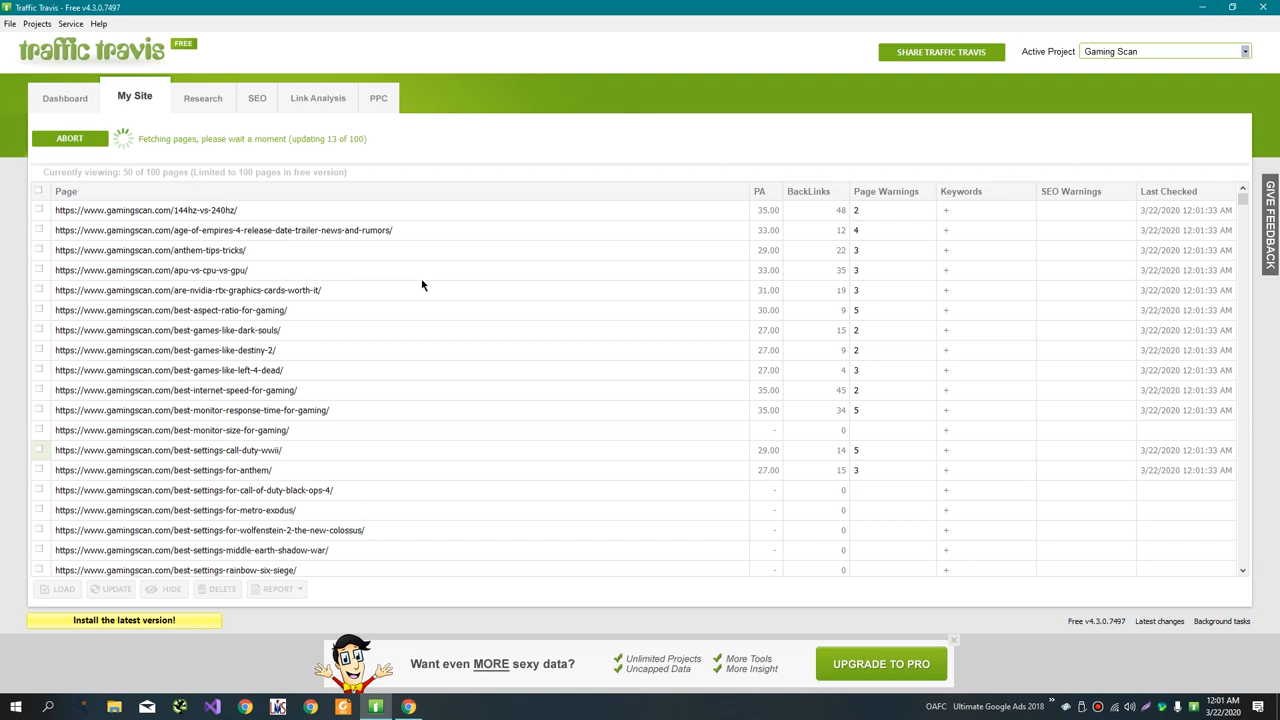 Traffic Travis - Free v4.3.0.7497
File Projects Service Help
traffic travis FREE
SHARE TRAFFIC TRAVIS
Active Project Gaming Scan
Dashboard My Site Research SEO Link Analysis PPC
ABORT Fetching pages, please wait a moment (updating 13 of 100)
Currently viewing: 50 of 100 pages (Limited to 100 pages in free version)
Page PA BackLinks Page Warnings Keywords SEO Warnings Last Checked
https://www.gamingscan.com/144hz-vs-240hz/ 35.00 48 2 + 3/22/2020 12:01:33 AM
https://www.gamingscan.com/age-of-empires-4-release-date-trailer-news-and-rumors/ 33.00 12 4 + 3/22/2020 12:01:33 AM
https://www.gamingscan.com/anthem-tips-tricks/ 29.00 22 3 + 3/22/2020 12:01:33 AM
https://www.gamingscan.com/apu-vs-cpu-vs-gpu/ 33.00 35 3 + 3/22/2020 12:01:33 AM
https://www.gamingscan.com/are-nvidia-rtx-graphics-cards-worth-it/ 31.00 19 3 + 3/22/2020 12:01:33 AM
https://www.gamingscan.com/best-aspect-ratio-for-gaming/ 30.00 9 5 + 3/22/2020 12:01:33 AM
https://www.gamingscan.com/best-games-like-dark-souls/ 27.00 15 2 + 3/22/2020 12:01:33 AM
https://www.gamingscan.com/best-games-like-destiny-2/ 27.00 9 2 + 3/22/2020 12:01:33 AM
https://www.gamingscan.com/best-games-like-left-4-dead/ 27.00 4 3 + 3/22/2020 12:01:33 AM
https://www.gamingscan.com/best-internet-speed-for-gaming/ 35.00 45 2 + 3/22/2020 12:01:33 AM
https://www.gamingscan.com/best-monitor-response-time-for-gaming/ 35.00 34 5 + 3/22/2020 12:01:33 AM
https://www.gamingscan.com/best-monitor-size-for-gaming/ - 0 +
https://www.gamingscan.com/best-settings-call-duty-wwii/ 29.00 14 5 + 3/22/2020 12:01:33 AM
https://www.gamingscan.com/best-settings-for-anthem/ 27.00 15 3 + 3/22/2020 12:01:33 AM
https://www.gamingscan.com/best-settings-for-call-of-duty-black-ops-4/ - 0 +
https://www.gamingscan.com/best-settings-for-metro-exodus/ - 0 +
https://www.gamingscan.com/best-settings-for-wolfenstein-2-the-new-colossus/ - 0 +
https://www.gamingscan.com/best-settings-middle-earth-shadow-war/ - 0 +
https://www.gamingscan.com/best-settings-rainbow-six-siege/ - 0 +
LOAD UPDATE HIDE DELETE REPORT
GIVE FEEDBACK
Install the latest version! Free v4.3.0.7497 Latest changes Background tasks
Want even MORE sexy data?
Unlimited Projects More Tools
Uncapped Data More Insight
UPGRADE TO PRO
OAFC Ultimate Google Ads 2018 »
12:01 AM
3/22/2020